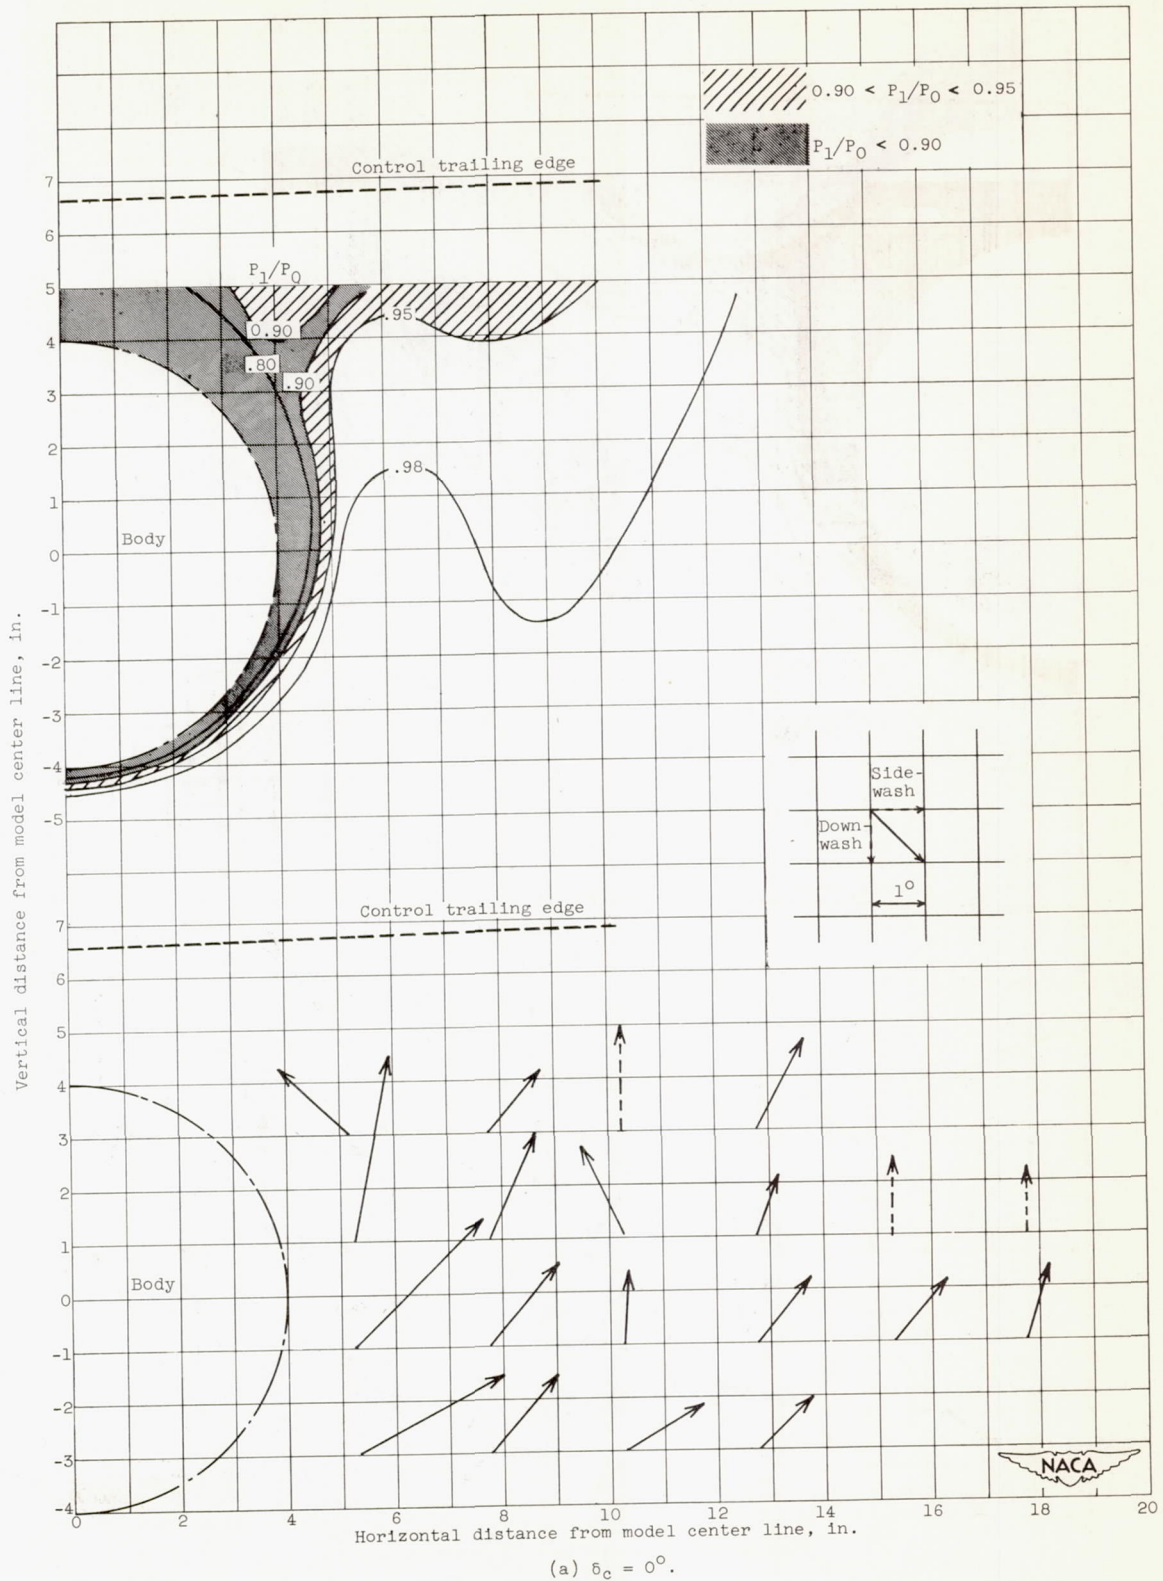 0.90 < P1/P0 < 0.95
P1/P0 < 0.90
Control trailing edge
7
6
5
4
3
2
1
0
-1
-2
-3
-4
-5
P1/P0
0.90
.80
.90
.95
.98
Body
Side-
wash
Down-
wash
1°
Vertical distance from model center line, in.
Control trailing edge
7
6
5
4
3
2
1
0
-1
-2
-3
-4
Body
NACA
0 2 4 6 8 10 12 14 16 18 20
Horizontal distance from model center line, in.
(a) δc = 0°.